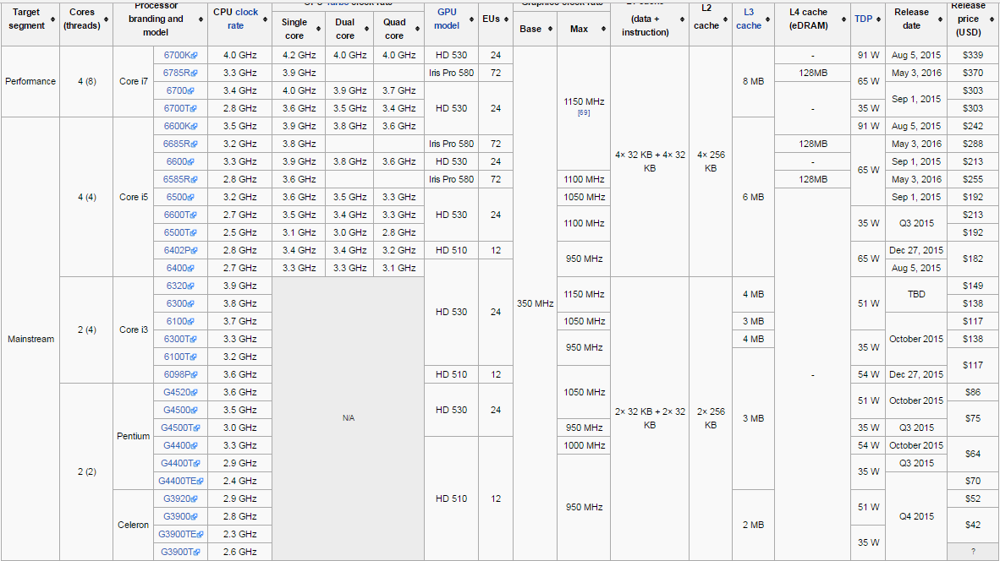 Target segment Cores (threads) Processor branding and model CPU clock rate CPU Turbo clock rate GPU model EUs Graphics clock rate L1 cache (data + instruction) L2 cache L3 cache L4 cache (eDRAM) TDP Release date Release price (USD)
Single core Dual core Quad core Base Max
6700K 4.0 GHz 4.2 GHz 4.0 GHz 4.0 GHz HD 530 24 - 91 W Aug 5, 2015 $339
6785R 3.3 GHz 3.9 GHz Iris Pro 580 72 128MB May 3, 2016 $370
Performance 4 (8) Core i7 8 MB 65 W
6700 3.4 GHz 4.0 GHz 3.9 GHz 3.7 GHz $303
1150 MHz Sep 1, 2015
[69]
6700T 2.8 GHz 3.6 GHz 3.5 GHz 3.4 GHz HD 530 24 - 35 W $303
6600K 3.5 GHz 3.9 GHz 3.8 GHz 3.6 GHz 91 W Aug 5, 2015 $242
6685R 3.2 GHz 3.8 GHz Iris Pro 580 72 128MB May 3, 2016 $288
6600 3.3 GHz 3.9 GHz 3.8 GHz 3.6 GHz HD 530 24 4× 32 KB + 4× 32 KB 4× 256 KB - Sep 1, 2015 $213
65 W
6585R 2.8 GHz 3.6 GHz Iris Pro 580 72 1100 MHz 128MB May 3, 2016 $255
4 (4) Core i5 6500 3.2 GHz 3.6 GHz 3.5 GHz 3.3 GHz 1050 MHz 6 MB Sep 1, 2015 $192
6600T 2.7 GHz 3.5 GHz 3.4 GHz 3.3 GHz HD 530 24 $213
1100 MHz 35 W Q3 2015
6500T 2.5 GHz 3.1 GHz 3.0 GHz 2.8 GHz $192
6402P 2.8 GHz 3.4 GHz 3.4 GHz 3.2 GHz HD 510 12 Dec 27, 2015
950 MHz 65 W $182
6400 2.7 GHz 3.3 GHz 3.3 GHz 3.1 GHz Aug 5, 2015
6320 3.9 GHz $149
1150 MHz 4 MB TBD
6300 3.8 GHz 350 MHz 51 W $138
HD 530 24
6100 3.7 GHz 1050 MHz 3 MB $117
2 (4) Core i3
Mainstream 6300T 3.3 GHz 4 MB October 2015 $138
950 MHz 35 W
6100T 3.2 GHz
$117
6098P 3.6 GHz HD 510 12 - 54 W Dec 27, 2015
G4520 3.6 GHz 1050 MHz $86
51 W October 2015
G4500 3.5 GHz HD 530 24
N/A 2× 32 KB + 2× 32 KB 2× 256 KB 3 MB $75
G4500T 3.0 GHz 950 MHz 35 W Q3 2015
Pentium
G4400 3.3 GHz 1000 MHz 54 W October 2015
$64
G4400T 2.9 GHz Q3 2015
2 (2) 35 W
G4400TE 2.4 GHz $70
G3920 2.9 GHz HD 510 12 $52
950 MHz 51 W
G3900 2.8 GHz Q4 2015
Celeron 2 MB $42
G3900TE 2.3 GHz
35 W
G3900T 2.6 GHz ?